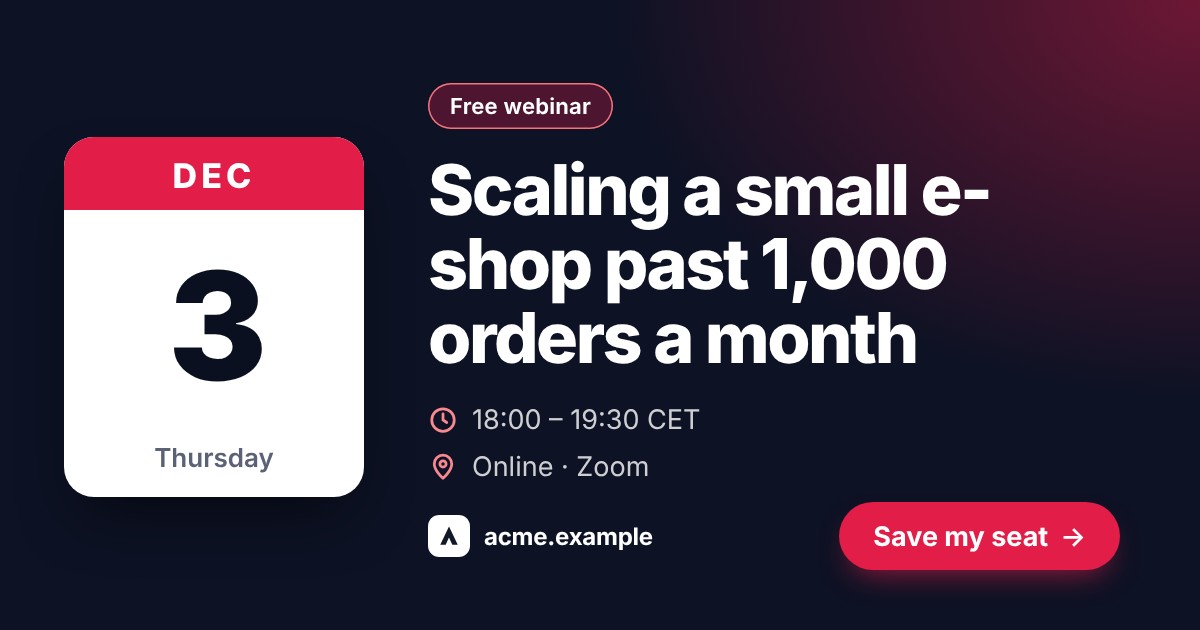 DEC
3
Thursday
Free webinar
Scaling a small e-
shop past 1,000
orders a month
18:00 – 19:30 CET
Online · Zoom
acme.example
Save my seat →